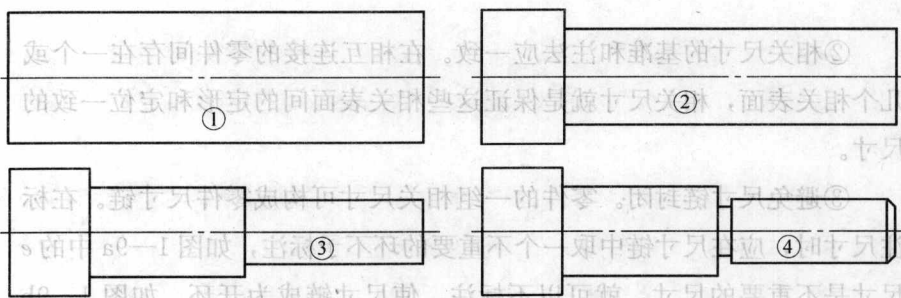 ① ②
③ ④
②相关尺寸的基准和注法应一致。在相互连接的零件间存在一个或
几个相关表面，相关尺寸就是保证这些相关表面间的定形和定位一致的
尺寸。
③避免尺寸链封闭。零件的一组相关尺寸可构成零件尺寸链。在标
注尺寸时，应在尺寸链中取一个不重要的环不标注，如图1—9a中的e
尺寸是不重要的尺寸，就可以不标注，使尺寸链成为开环，如图1—9b